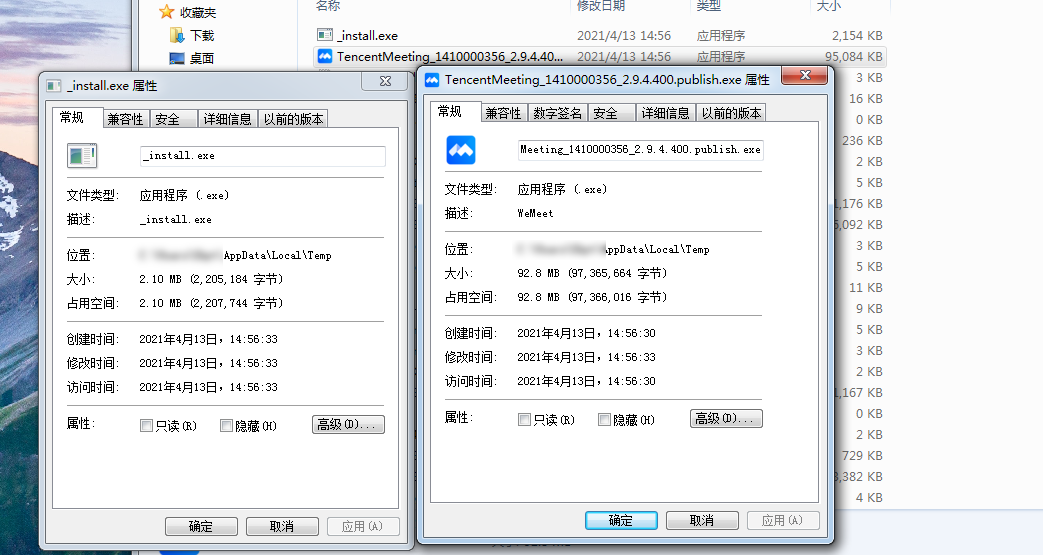 收藏夹
下载
桌面
名称 修改日期 类型 大小
_install.exe 2021/4/13 14:56 应用程序 2,154 KB
TencentMeeting_1410000356_2.9.4.40... 2021/4/13 14:56 应用程序 95,084 KB
3 KB
16 KB
0 KB
236 KB
2 KB
5 KB
1,176 KB
5,092 KB
3 KB
5 KB
11 KB
9 KB
5 KB
3 KB
2 KB
1,167 KB
0 KB
2 KB
729 KB
3,382 KB
4 KB
_install.exe 属性
常规 兼容性 安全 详细信息 以前的版本
_install.exe
文件类型: 应用程序 (.exe)
描述: _install.exe
位置: AppData\Local\Temp
大小: 2.10 MB (2,205,184 字节)
占用空间: 2.10 MB (2,207,744 字节)
创建时间: 2021年4月13日，14:56:33
修改时间: 2021年4月13日，14:56:33
访问时间: 2021年4月13日，14:56:33
属性: 只读(R) 隐藏(H) 高级(D)...
确定 取消 应用(A)
TencentMeeting_1410000356_2.9.4.400.publish.exe 属性
常规 兼容性 数字签名 安全 详细信息 以前的版本
Meeting_1410000356_2.9.4.400.publish.exe
文件类型: 应用程序 (.exe)
描述: WeMeet
位置: AppData\Local\Temp
大小: 92.8 MB (97,365,664 字节)
占用空间: 92.8 MB (97,366,016 字节)
创建时间: 2021年4月13日，14:56:30
修改时间: 2021年4月13日，14:56:33
访问时间: 2021年4月13日，14:56:30
属性: 只读(R) 隐藏(H) 高级(D)...
确定 取消 应用(A)